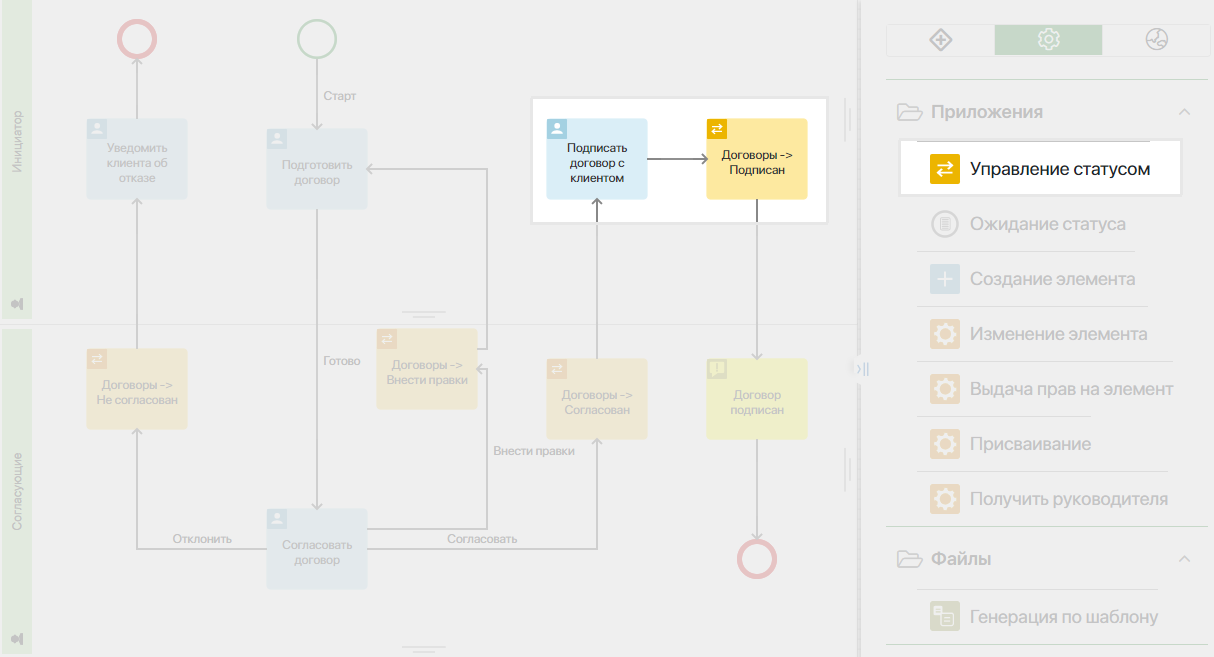 Инициатор
Старт
Уведомить
клиента об
отказе
Подготовить
договор
Подписать
договор с
клиентом
Договоры ->
Подписан
Согласующие
Готово
Договоры ->
Не согласован
Договоры ->
Внести правки
Договоры ->
Согласован
Договор
подписан
Внести правки
Отклонить
Согласовать
договор
Согласовать
Приложения
Управление статусом
Ожидание статуса
Создание элемента
Изменение элемента
Выдача прав на элемент
Присваивание
Получить руководителя
Файлы
Генерация по шаблону